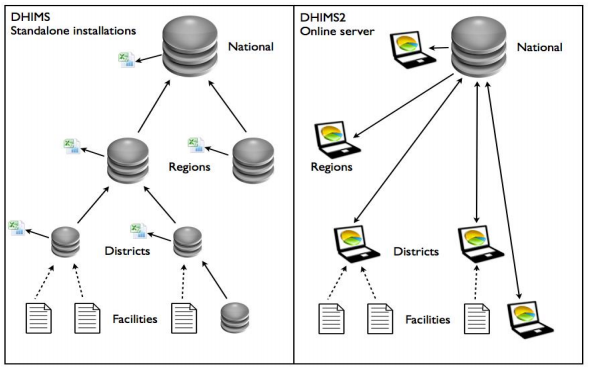 DHIMS
Standalone installations
National
Regions
Districts
Facilities
DHIMS2
Online server
National
Regions
Districts
Facilities